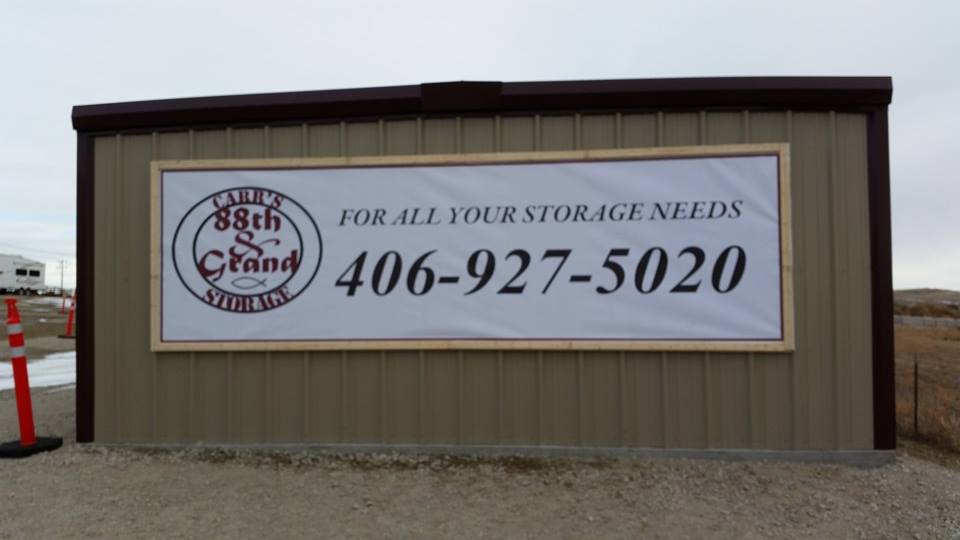 CARR'S
88th
&
Grand
STORAGE
FOR ALL YOUR STORAGE NEEDS
406-927-5020